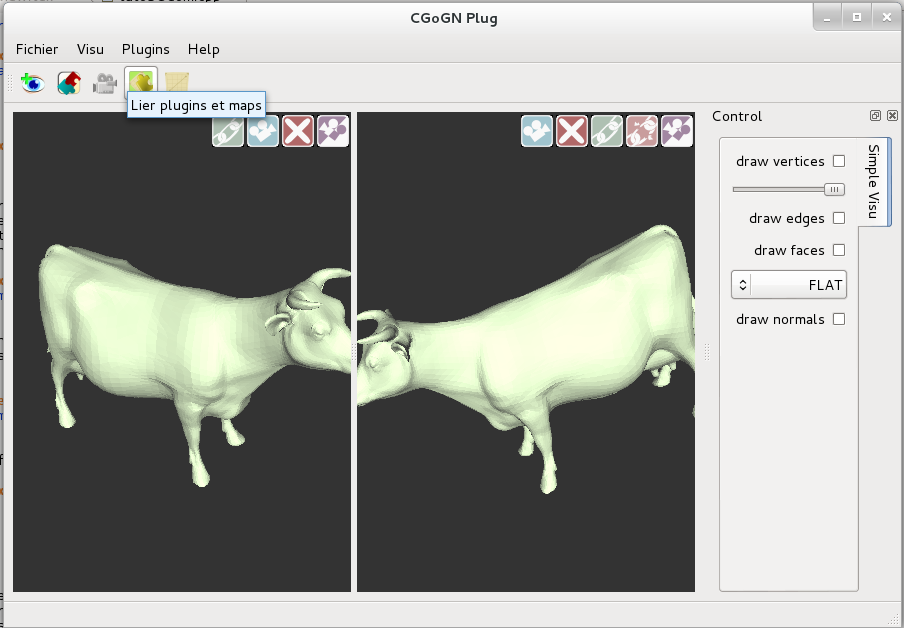 CGoGN Plug
Fichier Visu Plugins Help
Lier plugins et maps
Control
Simple Visu
draw vertices
draw edges
draw faces
FLAT
draw normals